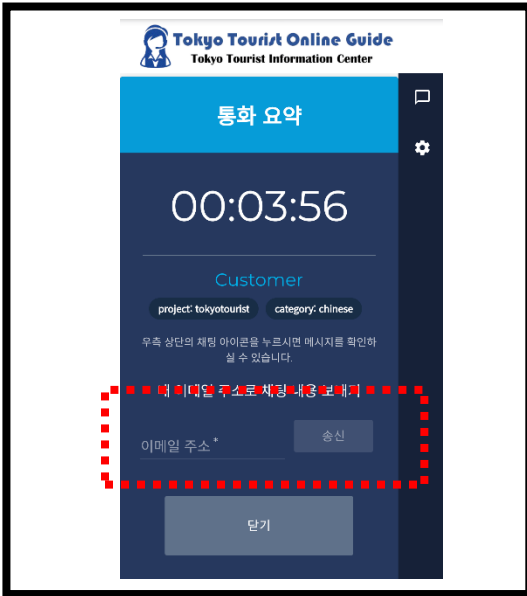 Tokyo Tourist Online Guide
Tokyo Tourist Information Center
통화 요약
00:03:56
Customer
project: tokyotourist category: chinese
우측 상단의 채팅 아이콘을 누르시면 메시지를 확인하
실 수 있습니다.
내 이메일 주소로 채팅 내용 보내기
이메일 주소 *
송신
닫기